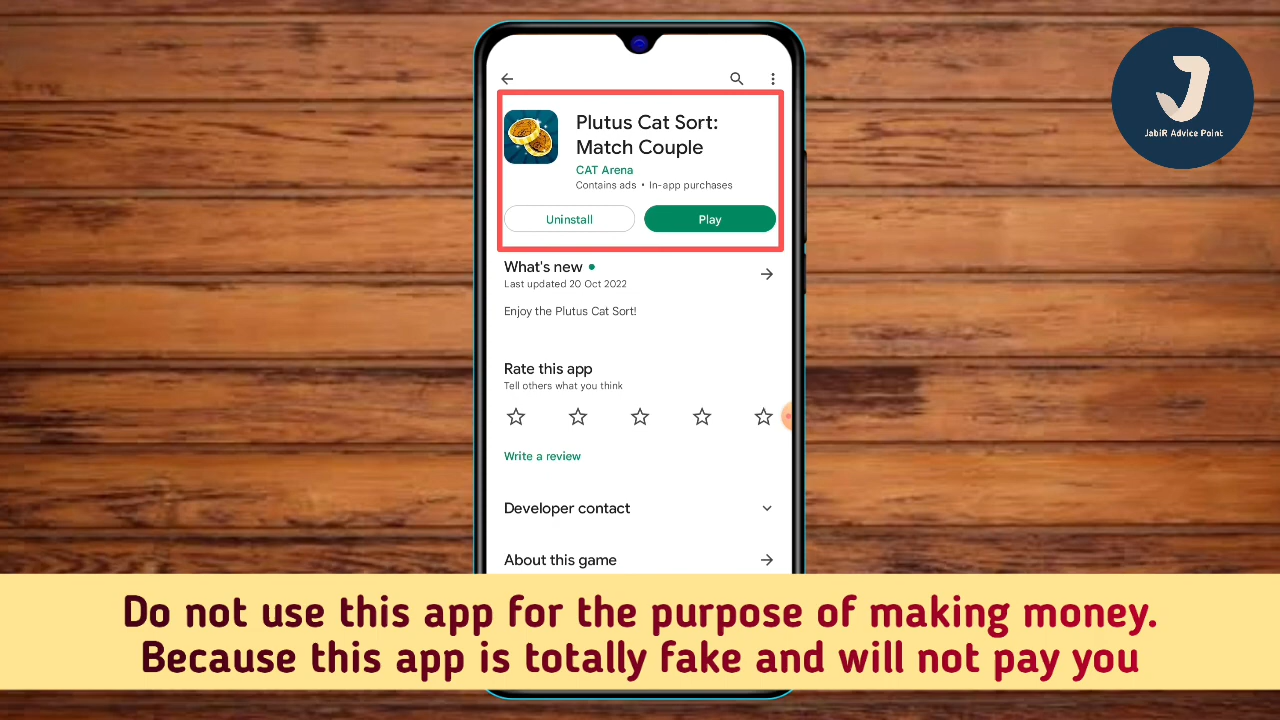 Plutus Cat Sort:
Match Couple
CAT Arena
Contains ads • In-app purchases
Uninstall
Play
What's new •
Last updated 20 Oct 2022
Enjoy the Plutus Cat Sort!
Rate this app
Tell others what you think
Write a review
Developer contact
About this game
J
JabiR Advice Point
Do not use this app for the purpose of making money.
Because this app is totally fake and will not pay you